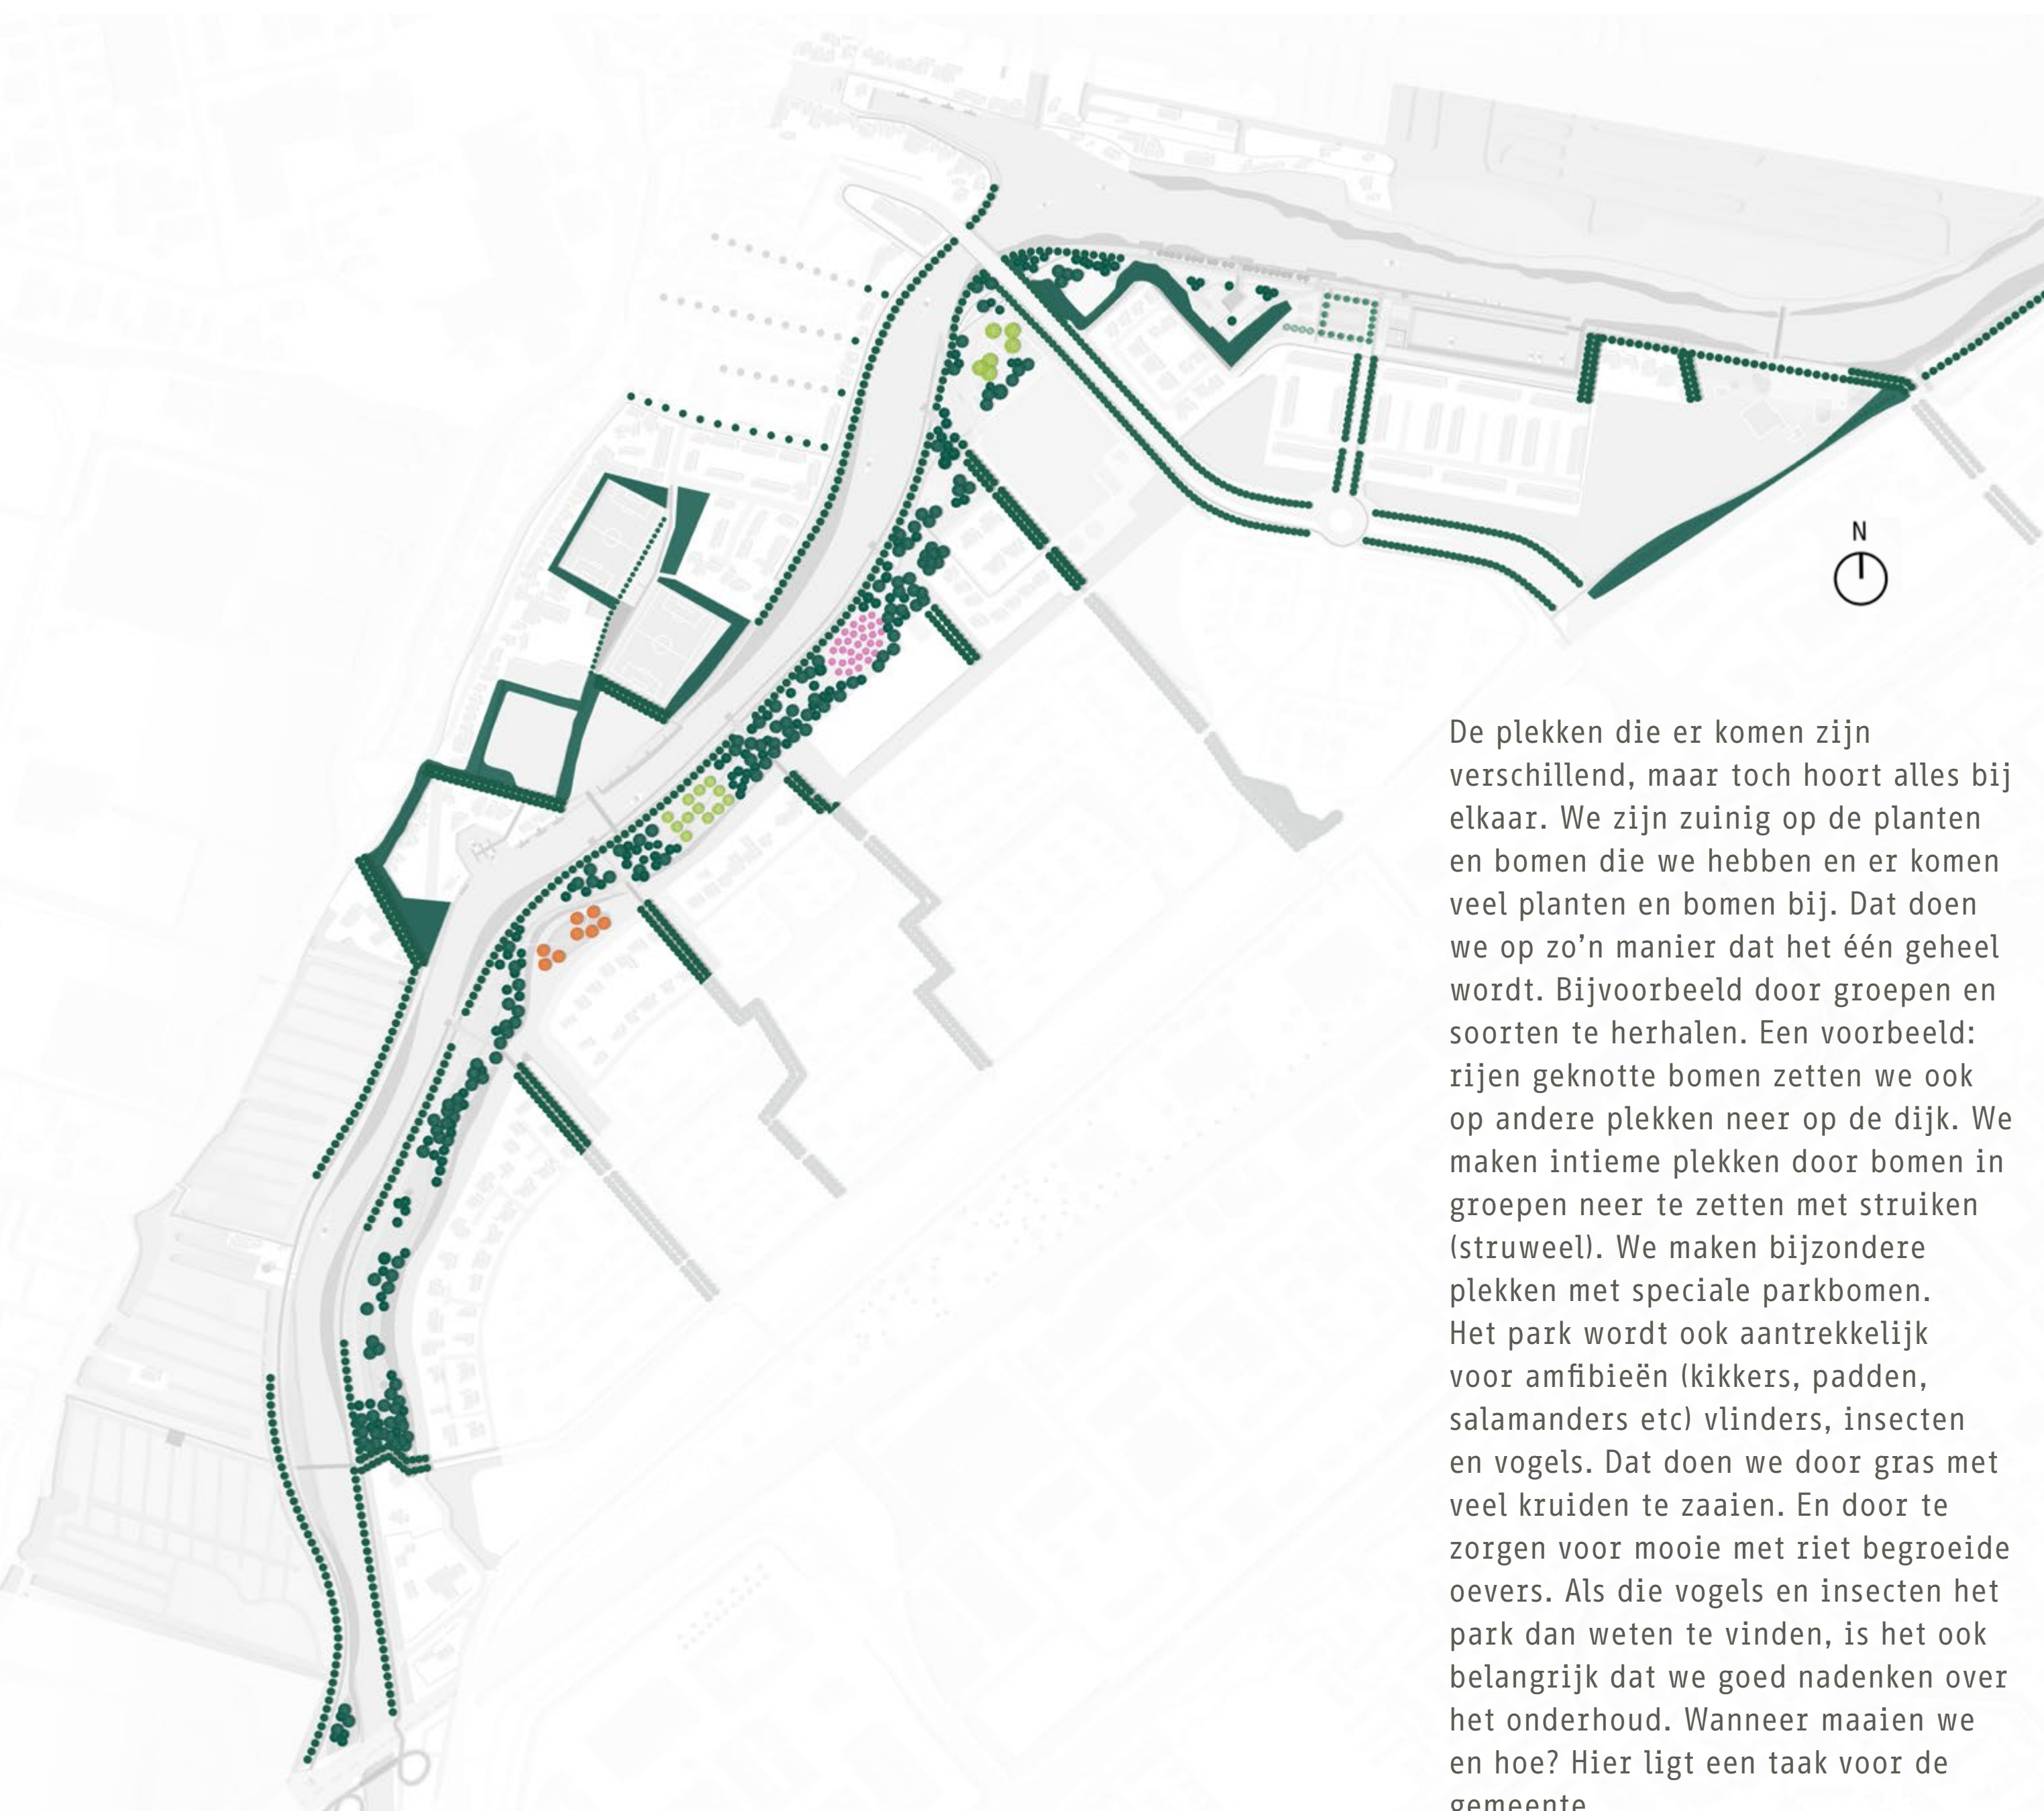 N
De plekken die er komen zijn
verschillend, maar toch hoort alles bij
elkaar. We zijn zuinig op de planten
en bomen die we hebben en er komen
veel planten en bomen bij. Dat doen
we op zo’n manier dat het één geheel
wordt. Bijvoorbeeld door groepen en
soorten te herhalen. Een voorbeeld:
rijen geknotte bomen zetten we ook
op andere plekken neer op de dijk. We
maken intieme plekken door bomen in
groepen neer te zetten met struiken
(struweel). We maken bijzondere
plekken met speciale parkbomen.
Het park wordt ook aantrekkelijk
voor amfibieën (kikkers, padden,
salamanders etc) vlinders, insecten
en vogels. Dat doen we door gras met
veel kruiden te zaaien. En door te
zorgen voor mooie met riet begroeide
oevers. Als die vogels en insecten het
park dan weten te vinden, is het ook
belangrijk dat we goed nadenken over
het onderhoud. Wanneer maaien we
en hoe? Hier ligt een taak voor de
gemeente